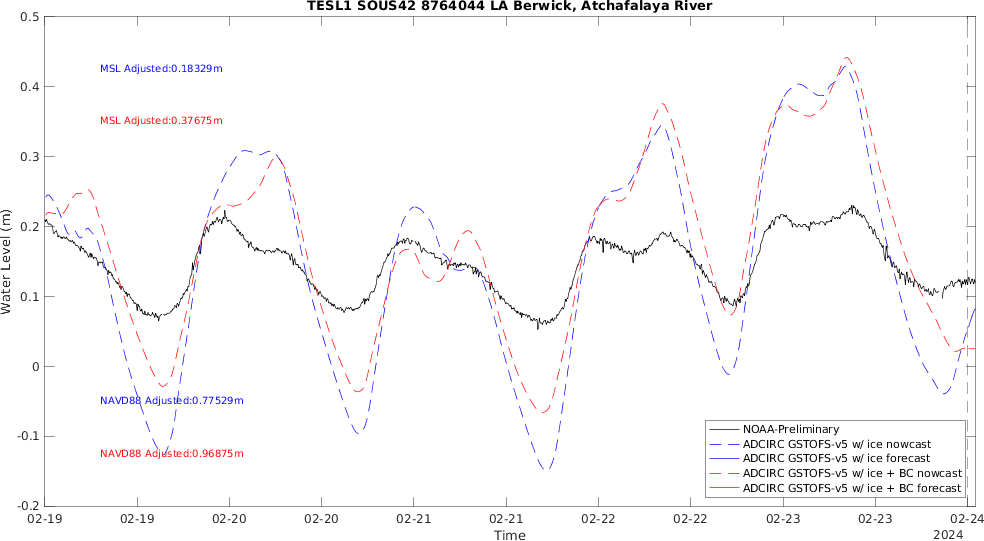 TESL1 SOUS42 8764044 LA Berwick, Atchafalaya River
0.5
0.4
0.3
0.2
0.1
0
-0.1
-0.2
Water Level (m)
MSL Adjusted:0.18329m
MSL Adjusted:0.37675m
NAVD88 Adjusted:0.77529m
NAVD88 Adjusted:0.96875m
NOAA-Preliminary
ADCIRC GSTOFS-v5 w/ ice nowcast
ADCIRC GSTOFS-v5 w/ ice forecast
ADCIRC GSTOFS-v5 w/ ice + BC nowcast
ADCIRC GSTOFS-v5 w/ ice + BC forecast
02-19 02-19 02-20 02-20 02-21 02-21 02-22 02-22 02-23 02-23 02-24
Time
2024